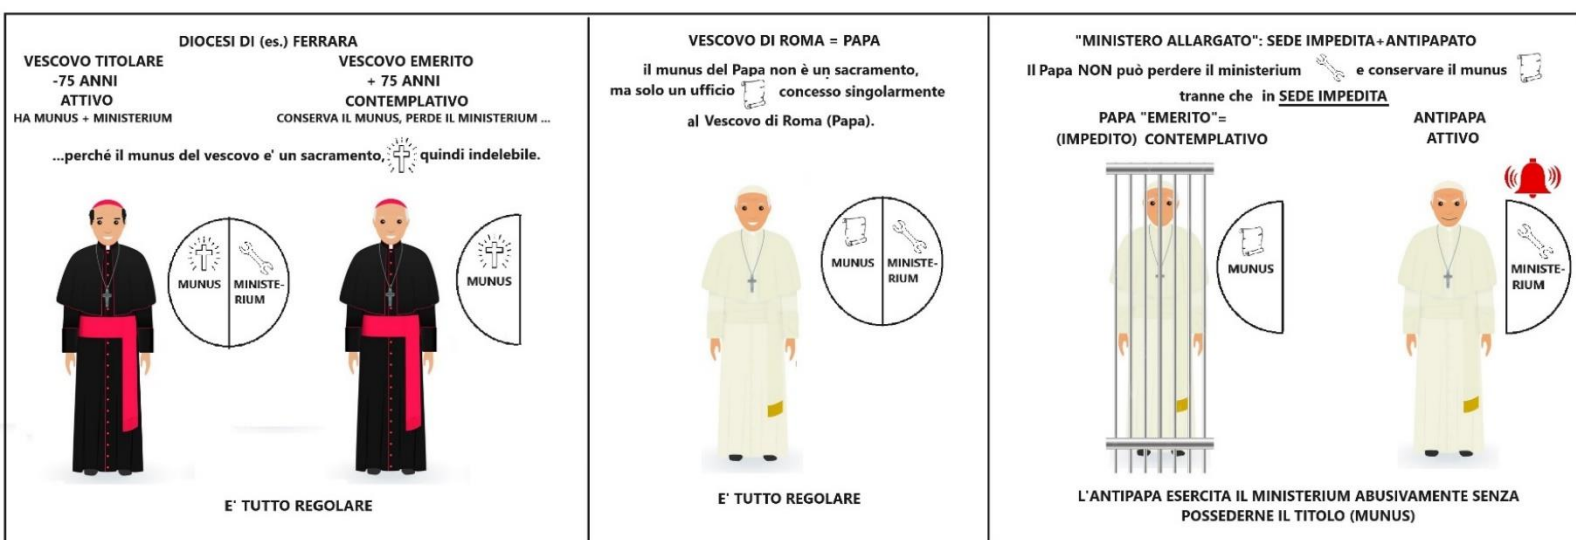 DIOCESI DI (es.) FERRARA
VESCOVO TITOLARE
-75 ANNI
ATTIVO
HA MUNUS + MINISTERIUM
VESCOVO EMERITO
+ 75 ANNI
CONTEMPLATIVO
CONSERVA IL MUNUS, PERDE IL MINISTERIUM ...
...perché il munus del vescovo e' un sacramento, quindi indelebile.
MUNUS
MINISTE-
RIUM
MUNUS
E' TUTTO REGOLARE
VESCOVO DI ROMA = PAPA
il munus del Papa non è un sacramento,
ma solo un ufficio concesso singolarmente
al Vescovo di Roma (Papa).
MUNUS
MINISTE-
RIUM
E' TUTTO REGOLARE
"MINISTERO ALLARGATO": SEDE IMPEDITA+ANTIPAPATO
Il Papa NON può perdere il ministerium e conservare il munus
tranne che in SEDE IMPEDITA
PAPA "EMERITO"=
(IMPEDITO) CONTEMPLATIVO
MUNUS
ANTIPAPA
ATTIVO
MINISTE-
RIUM
L'ANTIPAPA ESERCITA IL MINISTERIUM ABUSIVAMENTE SENZA
POSSEDERNE IL TITOLO (MUNUS)